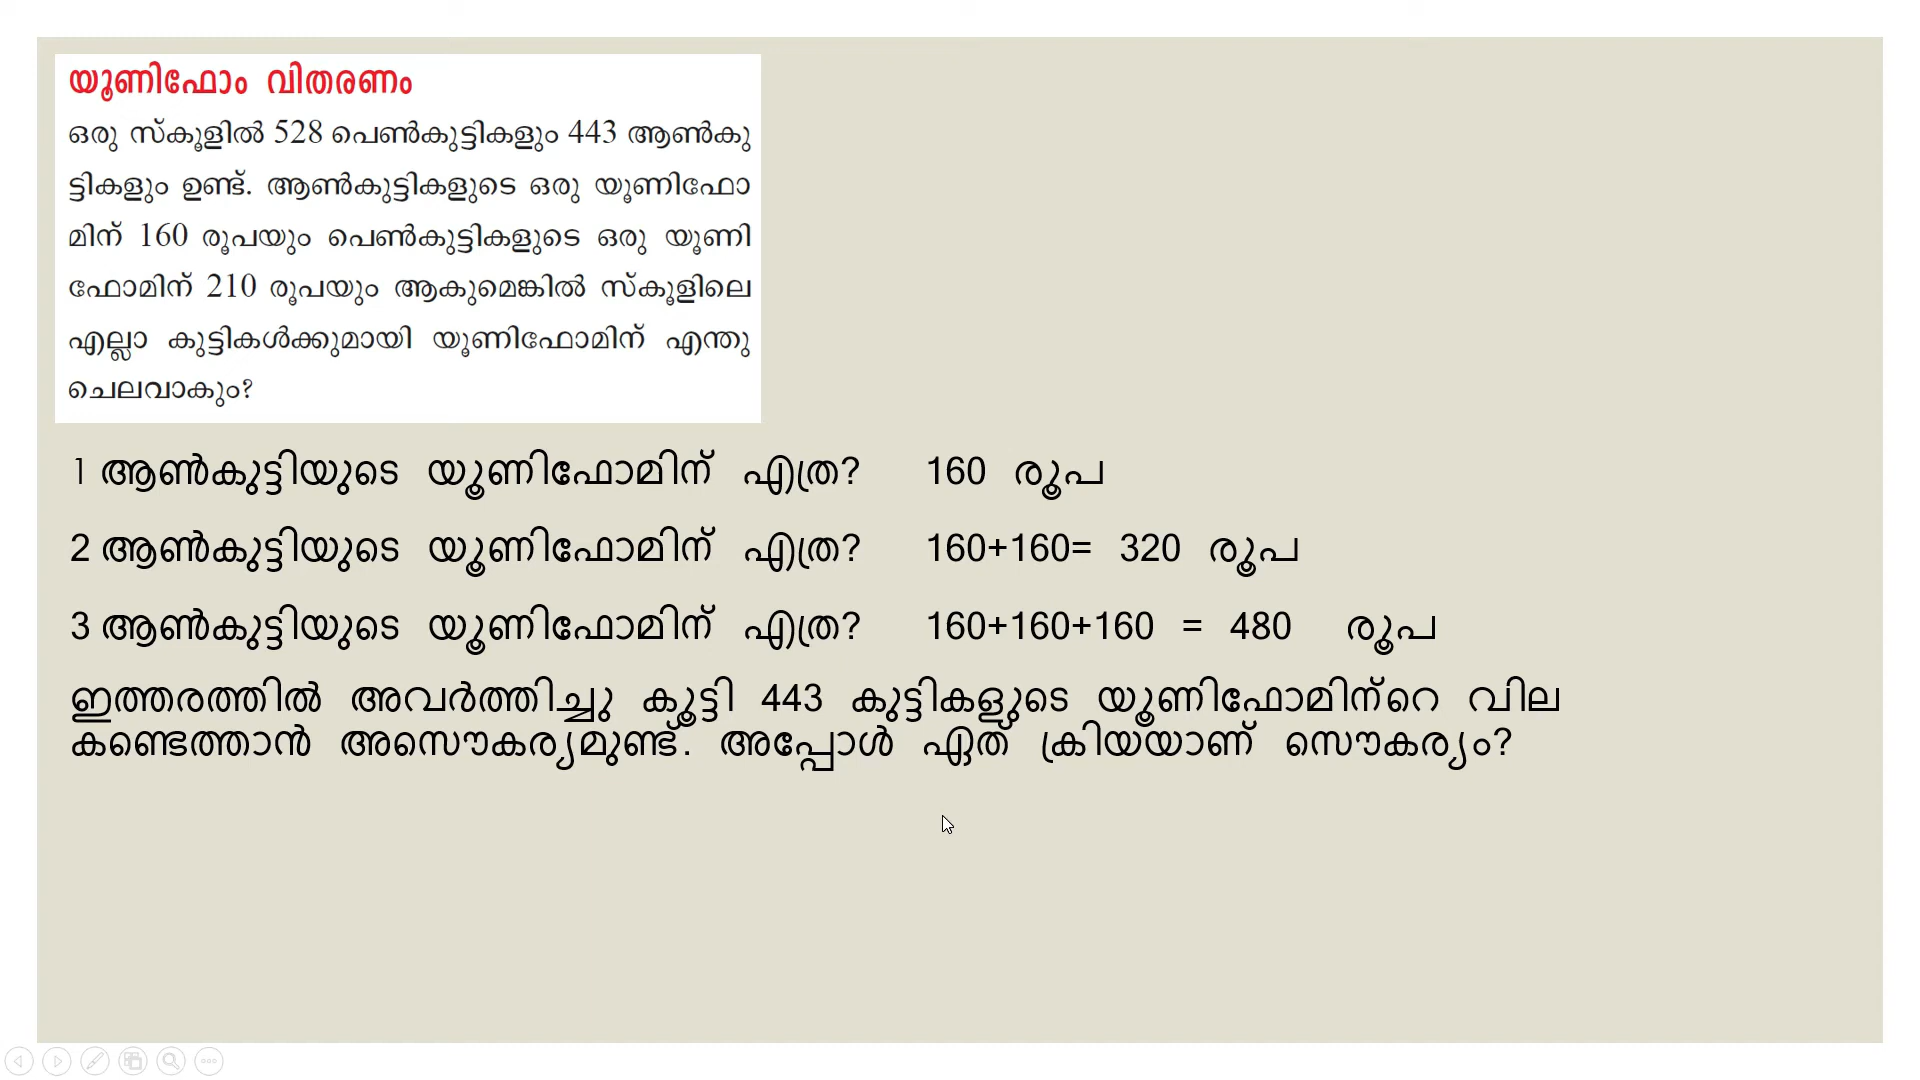 യൂണിഫോം വിതരണം
ഒരു സ്കൂളിൽ 528 പെൺകുട്ടികളും 443 ആൺകു
ട്ടികളും ഉണ്ട്. ആൺകുട്ടികളുടെ ഒരു യൂണിഫോ
മിന് 160 രൂപയും പെൺകുട്ടികളുടെ ഒരു യൂണി
ഫോമിന് 210 രൂപയും ആകുമെങ്കിൽ സ്കൂളിലെ
എല്ലാ കുട്ടികൾക്കുമായി യൂണിഫോമിന് എന്തു
ചെലവാകും?
1 ആൺകുട്ടിയുടെ യൂണിഫോമിന് എത്ര? 160 രൂപ
2 ആൺകുട്ടിയുടെ യൂണിഫോമിന് എത്ര? 160+160= 320 രൂപ
3 ആൺകുട്ടിയുടെ യൂണിഫോമിന് എത്ര? 160+160+160 = 480 രൂപ
ഇത്തരത്തിൽ അവർത്തിച്ചു കൂട്ടി 443 കുട്ടികളുടെ യൂണിഫോമിന്റെ വില
കണ്ടെത്താൻ അസൌകര്യമുണ്ട്. അപ്പോൾ ഏത് ക്രിയയാണ് സൌകര്യം?